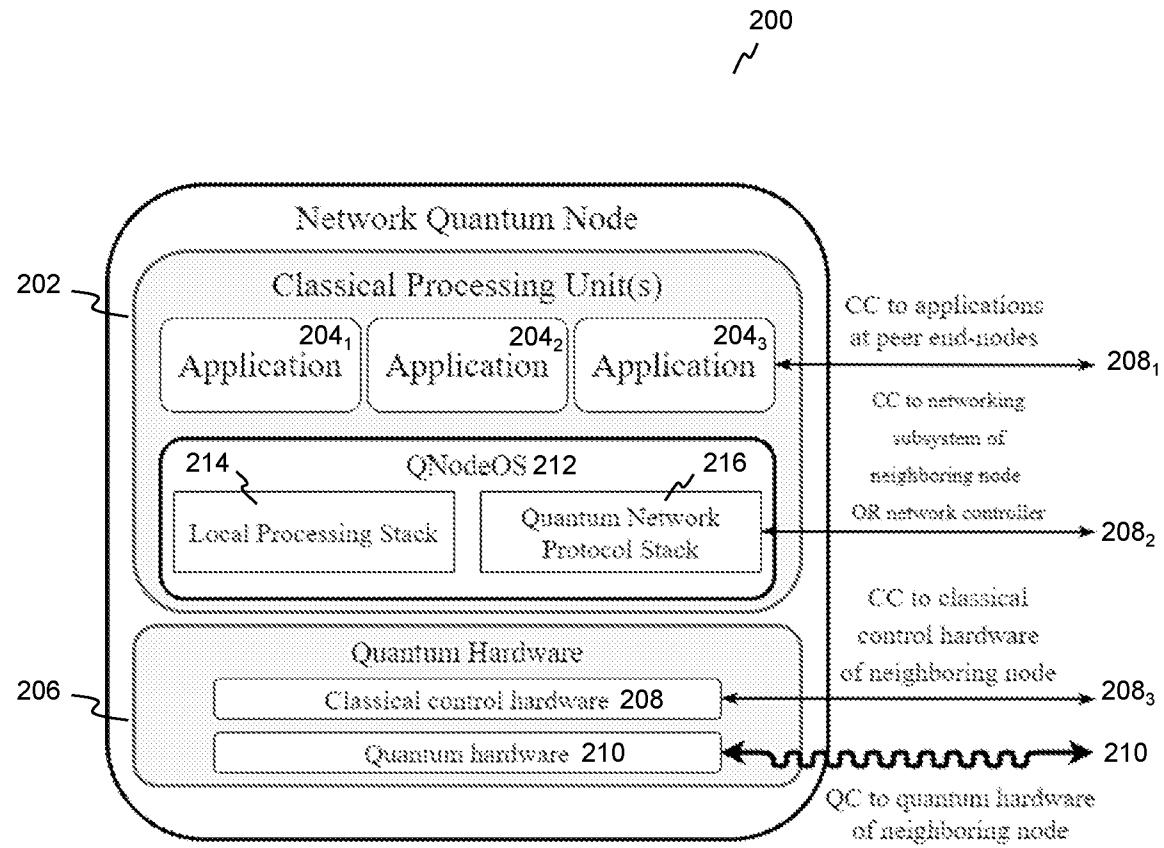 200
Network Quantum Node
202
Classical Processing Unit(s)
204₁
Application
204₂
Application
204₃
Application
CC to applications
at peer end-nodes
208₁
CC to networking
subsystem of
neighboring node
OR network controller
208₂
214
QNodeOS 212
216
Local Processing Stack
Quantum Network
Protocol Stack
CC to classical
control hardware
of neighboring node
208₃
206
Quantum Hardware
Classical control hardware 208
Quantum hardware 210
210
QC to quantum hardware
of neighboring node